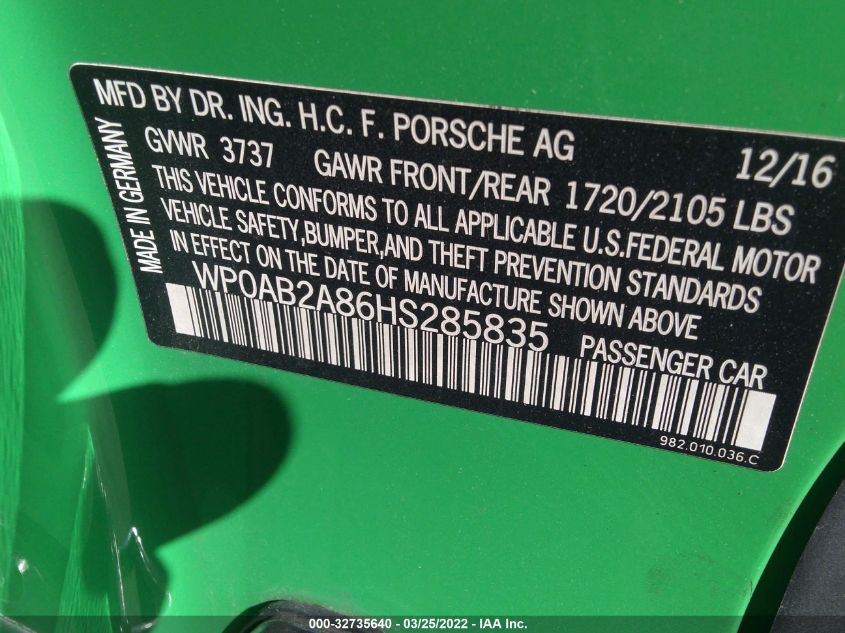 MFD BY DR. ING. H.C. F. PORSCHE AG 12/16
GVWR 3737 GAWR FRONT/REAR 1720/2105 LBS
THIS VEHICLE CONFORMS TO ALL APPLICABLE U.S.FEDERAL MOTOR
VEHICLE SAFETY,BUMPER,AND THEFT PREVENTION STANDARDS
IN EFFECT ON THE DATE OF MANUFACTURE SHOWN ABOVE
WP0AB2A86HS285835 PASSENGER CAR
MADE IN GERMANY
982.010.036.C
000-32735640 - 03/25/2022 - IAA Inc.